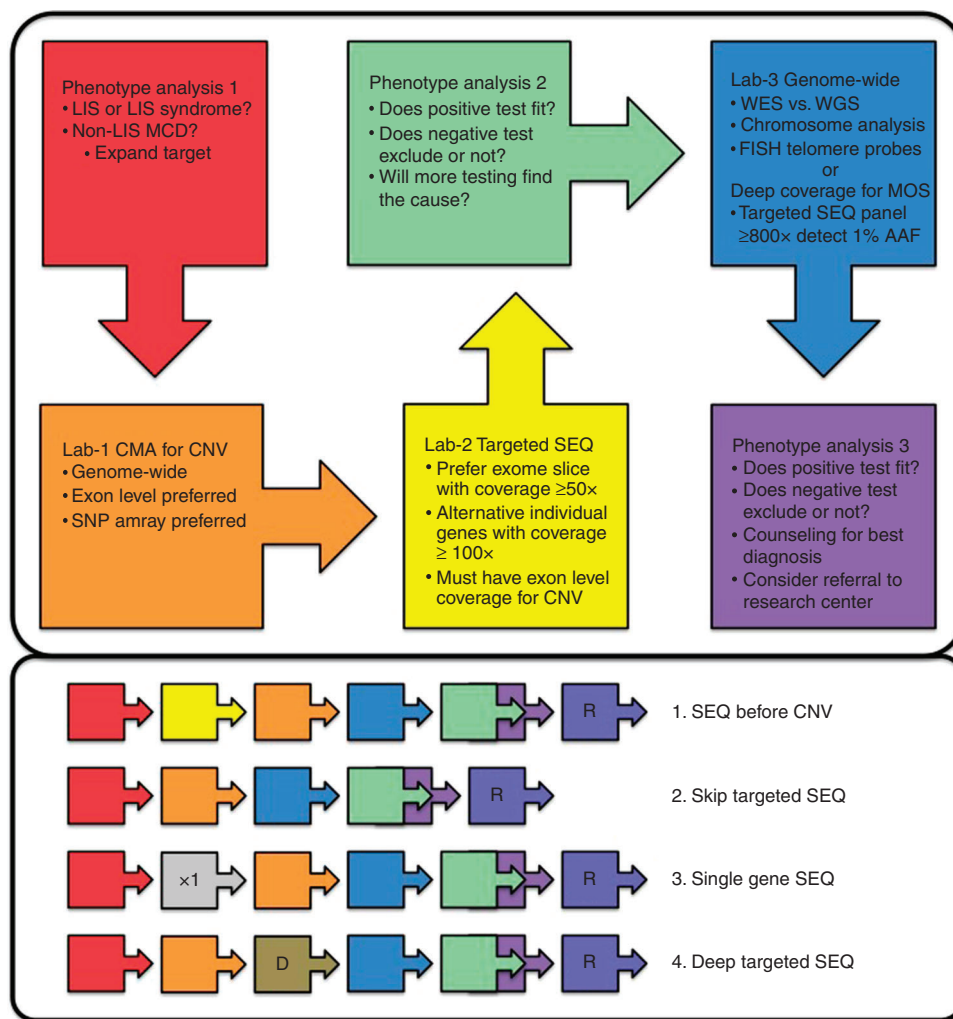 Phenotype analysis 1
• LIS or LIS syndrome?
• Non-LIS MCD?
• Expand target
Phenotype analysis 2
• Does positive test fit?
• Does negative test
exclude or not?
• Will more testing find
the cause?
Lab-3 Genome-wide
• WES vs. WGS
• Chromosome analysis
• FISH telomere probes
or
Deep coverage for MOS
• Targeted SEQ panel
≥800× detect 1% AAF
Lab-1 CMA for CNV
• Genome-wide
• Exon level preferred
• SNP amray preferred
Lab-2 Targeted SEQ
• Prefer exome slice
with coverage ≥50×
• Alternative individual
genes with coverage
≥ 100×
• Must have exon level
coverage for CNV
Phenotype analysis 3
• Does positive test fit?
• Does negative test
exclude or not?
• Counseling for best
diagnosis
• Consider referral to
research center
R
1. SEQ before CNV
R
2. Skip targeted SEQ
×1
R
3. Single gene SEQ
D
R
4. Deep targeted SEQ